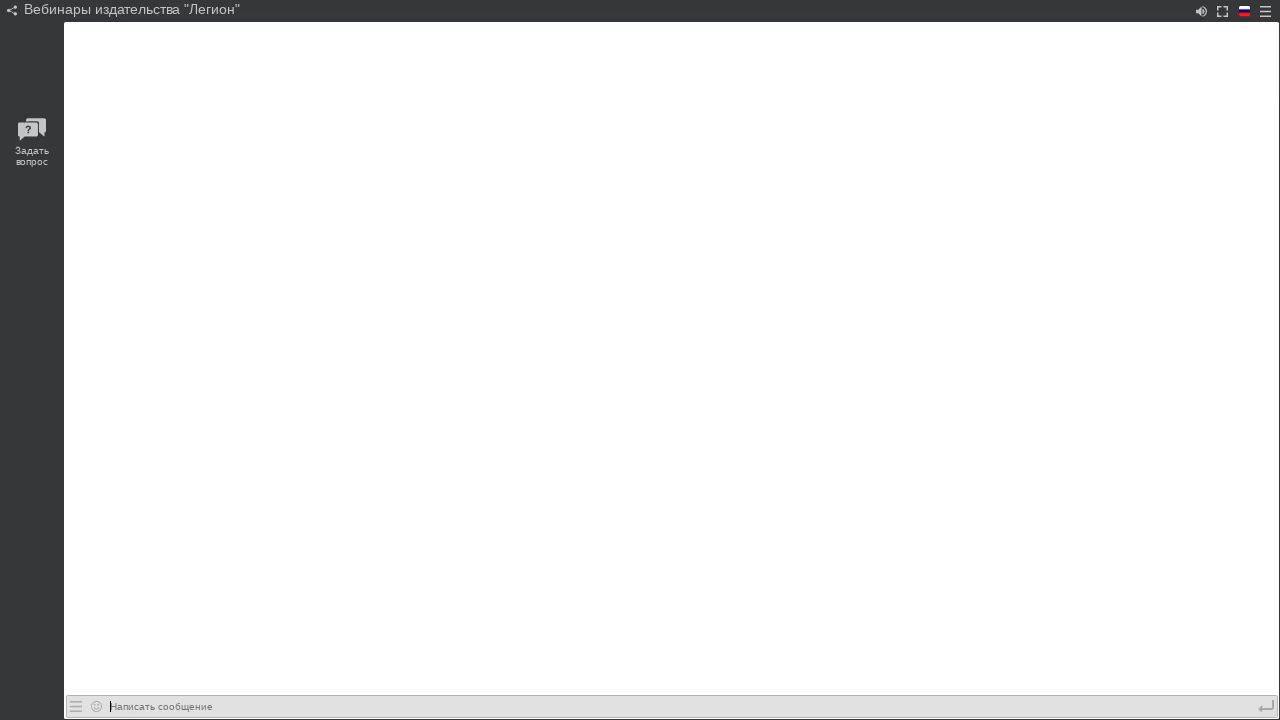 Вебинары издательства "Легион"
?
Задать
вопрос
Написать сообщение